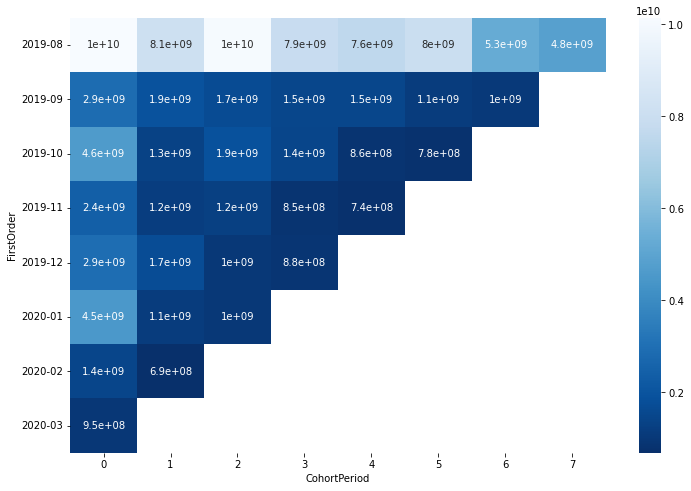 1e10
2019-08 1e+10 8.1e+09 1e+10 7.9e+09 7.6e+09 8e+09 5.3e+09 4.8e+09
2019-09 2.9e+09 1.9e+09 1.7e+09 1.5e+09 1.5e+09 1.1e+09 1e+09
2019-10 4.6e+09 1.3e+09 1.9e+09 1.4e+09 8.6e+08 7.8e+08
2019-11 2.4e+09 1.2e+09 1.2e+09 8.5e+08 7.4e+08
2019-12 2.9e+09 1.7e+09 1e+09 8.8e+08
2020-01 4.5e+09 1.1e+09 1e+09
2020-02 1.4e+09 6.9e+08
2020-03 9.5e+08
0 1 2 3 4 5 6 7
CohortPeriod
FirstOrder
1.0
0.8
0.6
0.4
0.2